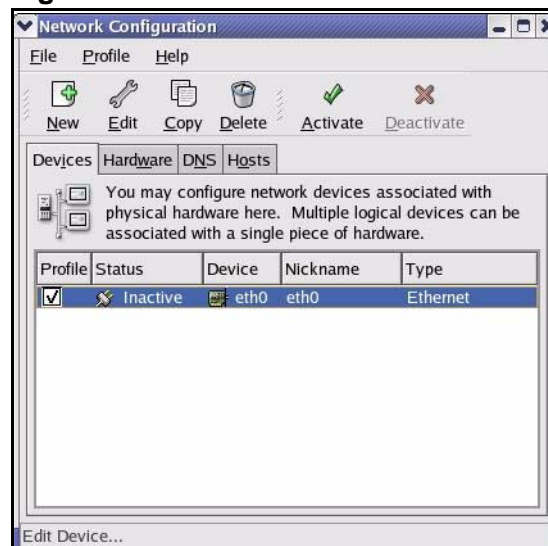 Network Configuration
File Profile Help
New Edit Copy Delete Activate Deactivate
Devices Hardware DNS Hosts
You may configure network devices associated with
physical hardware here. Multiple logical devices can be
associated with a single piece of hardware.
Profile Status Device Nickname Type
Inactive eth0 eth0 Ethernet
Edit Device...